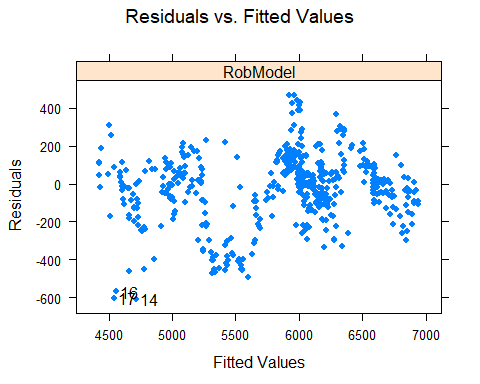 Residuals vs. Fitted Values
RobModel
400
200
0
-200
-400
-600
Residuals
16
17
14
4500 5000 5500 6000 6500 7000
Fitted Values